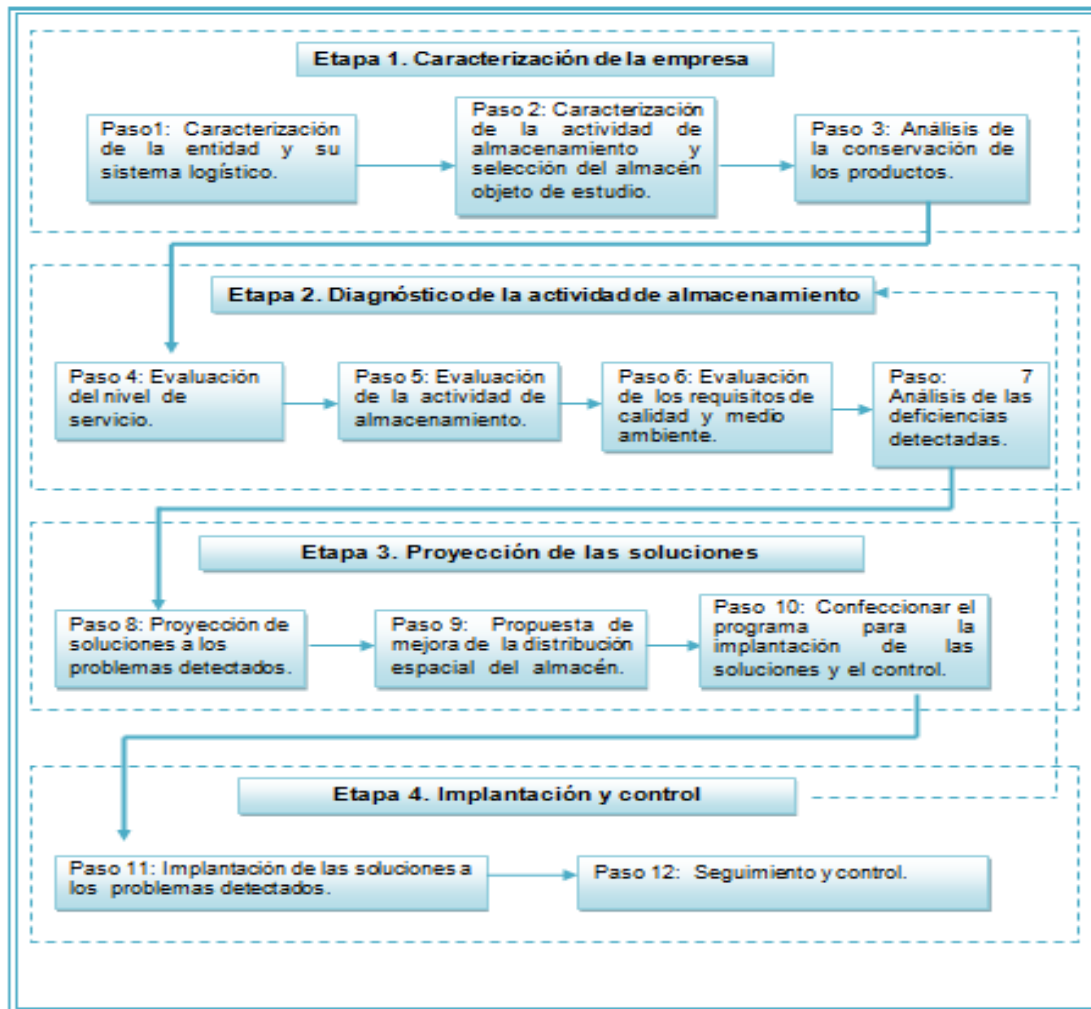 Etapa 1. Caracterización de la empresa
Paso1: Caracterización
de la entidad y su
sistema logístico.
Paso 2: Caracterización
de la actividad de
almacenamiento y
selección del almacén
objeto de estudio.
Paso 3: Análisis de
la conservación de
los productos.
Etapa 2. Diagnóstico de la actividad de almacenamiento
Paso 4: Evaluación
del nivel de
servicio.
Paso 5: Evaluación
de la actividad de
almacenamiento.
Paso 6: Evaluación
de los requisitos de
calidad y medio
ambiente.
Paso: 7
Análisis de las
deficiencias
detectadas.
Etapa 3. Proyección de las soluciones
Paso 8: Proyección de
soluciones a los
problemas detectados.
Paso 9: Propuesta de
mejora de la distribución
espacial del almacén.
Paso 10: Confeccionar el
programa para la
implantación de las
soluciones y el control.
Etapa 4. Implantación y control
Paso 11: Implantación de las soluciones a
los problemas detectados.
Paso 12: Seguimiento y control.